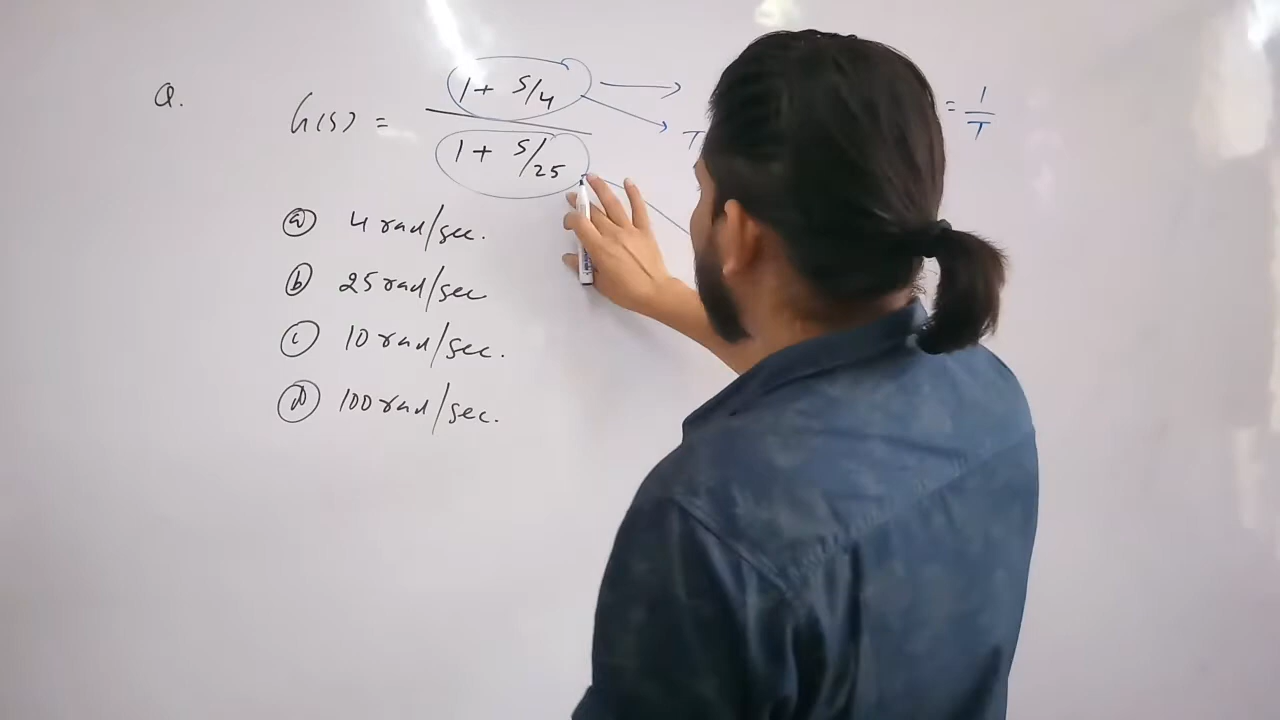 Q. G(s) = 1 + s/4 / 1 + s/25 T = 1/T
(a) 4 rad/sec.
(b) 25 rad/sec
(c) 10 rad/sec.
(d) 100 rad/sec.